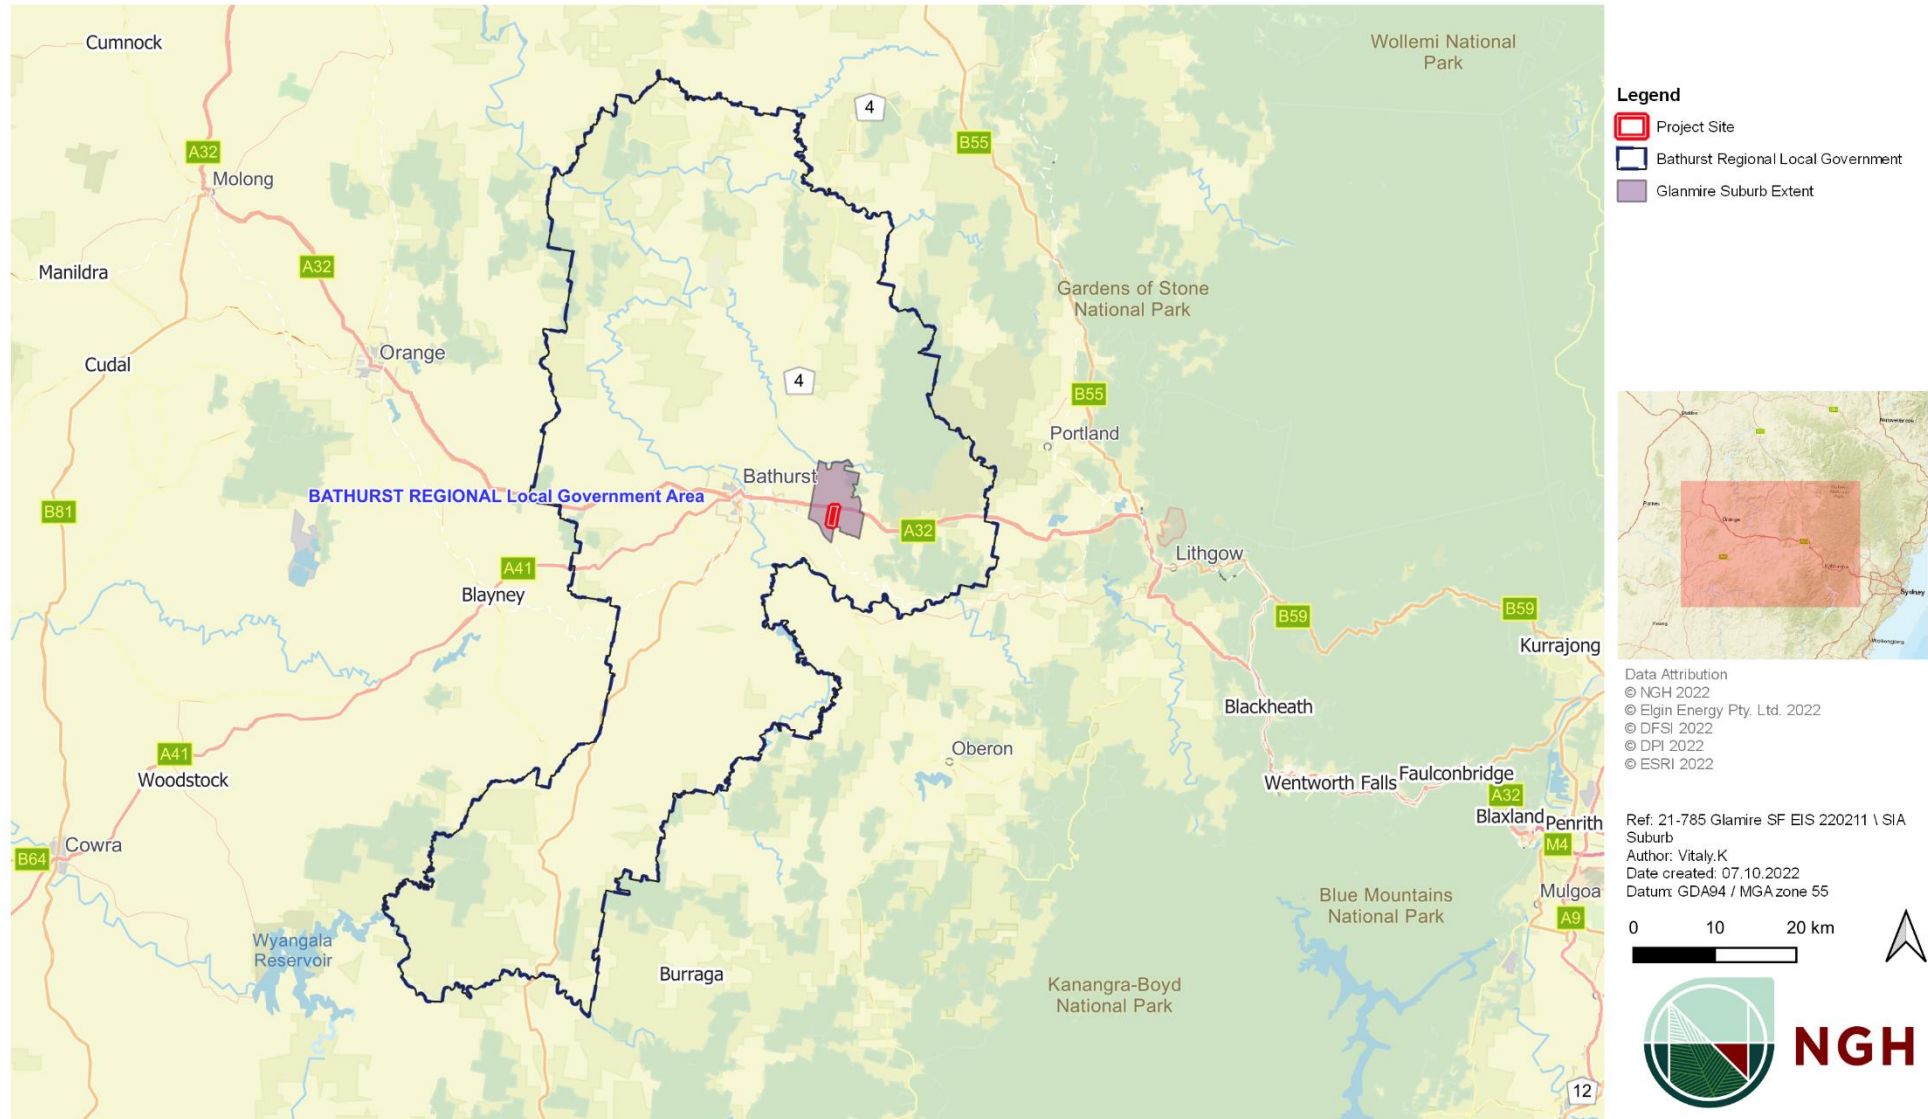 Cumnock
Wollemi National
Park
4
B55
A32
Molong
A32
Manildra
Gardens of Stone
National Park
Orange
Cudal
4
B55
Portland
Bathurst
BATHURST REGIONAL Local Government Area
B81
A32
Lithgow
A41
Blayney
B59
B59
Kurrajong
Blackheath
Oberon
A41
Woodstock
Wentworth Falls
Faulconbridge
A32
Blaxland
Penrith
M4
Cowra
B64
Mulgoa
Blue Mountains
National Park
A9
Wyangala
Reservoir
Burraga
Kanangra-Boyd
National Park
12
Legend
Project Site
Bathurst Regional Local Government
Glanmire Suburb Extent
Orange
Sydney
Data Attribution
© NGH 2022
© Elgin Energy Pty. Ltd. 2022
© DFSI 2022
© DPI 2022
© ESRI 2022
Ref: 21-785 Glamire SF EIS 220211 \ SIA
Suburb
Author: Vitaly.K
Date created: 07.10.2022
Datum: GDA94 / MGA zone 55
0 10 20 km
NGH